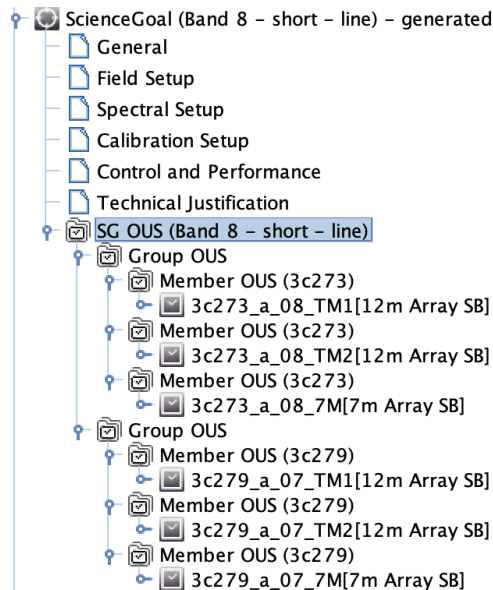 ScienceGoal (Band 8 – short – line) – generated
General
Field Setup
Spectral Setup
Calibration Setup
Control and Performance
Technical Justification
SG OUS (Band 8 – short – line)
Group OUS
Member OUS (3c273)
3c273_a_08_TM1[12m Array SB]
Member OUS (3c273)
3c273_a_08_TM2[12m Array SB]
Member OUS (3c273)
3c273_a_08_7M[7m Array SB]
Group OUS
Member OUS (3c279)
3c279_a_07_TM1[12m Array SB]
Member OUS (3c279)
3c279_a_07_TM2[12m Array SB]
Member OUS (3c279)
3c279_a_07_7M[7m Array SB]